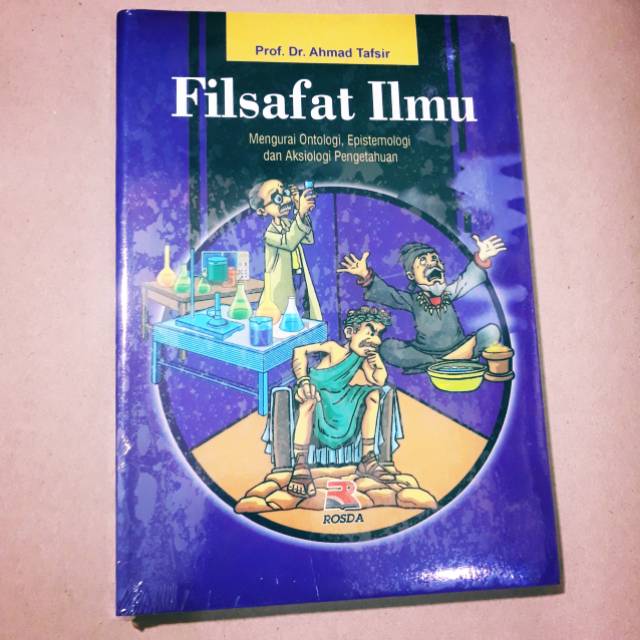 Prof. Dr. Ahmad Tafsir
Filsafat Ilmu
Mengurai Ontologi, Epistemologi
dan Aksiologi Pengetahuan
ROSDA